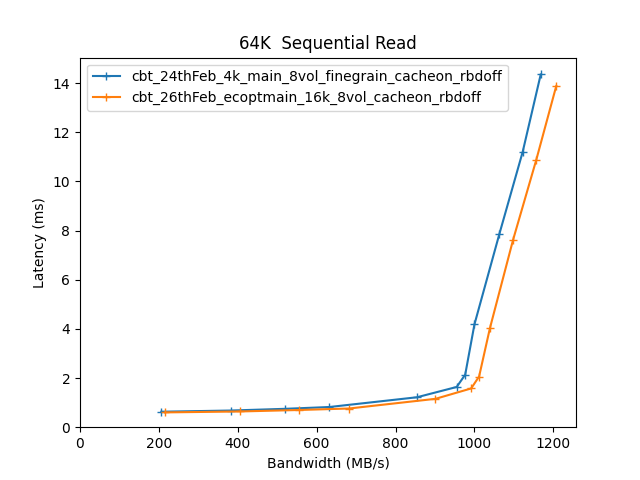 64K  Sequential Read
cbt_24thFeb_4k_main_8vol_finegrain_cacheon_rbdoff
cbt_26thFeb_ecoptmain_16k_8vol_cacheon_rbdoff
14
12
10
8
6
4
2
0
Latency (ms)
0 200 400 600 800 1000 1200
Bandwidth (MB/s)